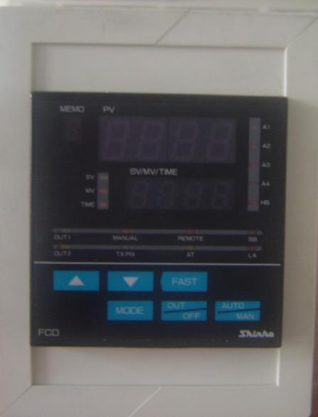 MEMO PV
A1
A2
A3
SV/MV/TIME
SV
A4
MV
TIME
HB
OUT1 MANUAL REMOTE SB
OUT2 TX/RX AT LA
FAST
MODE OUT OFF AUTO MAN
FCD Shinko